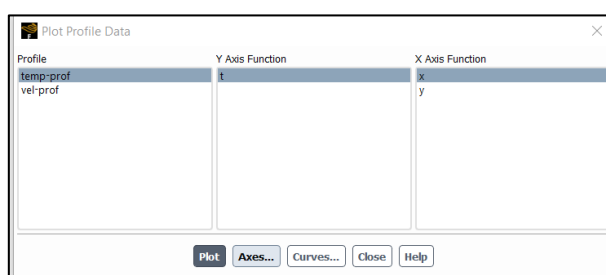 Plot Profile Data
Profile
Y Axis Function
X Axis Function
temp-prof
t
x
vel-prof
y
Plot
Axes...
Curves...
Close
Help